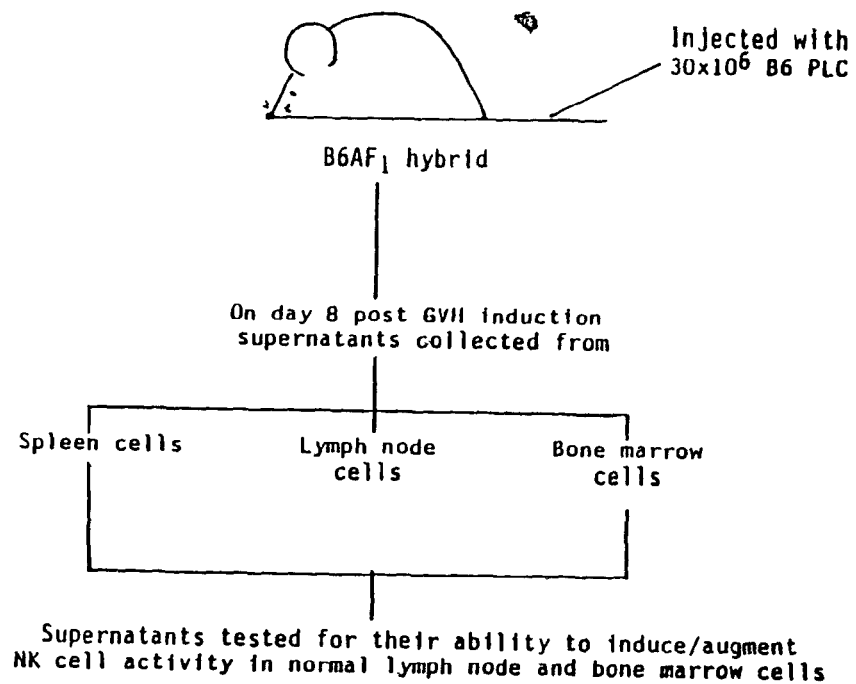 Injected with
30x10⁶ B6 PLC
B6AF₁ hybrid
On day 8 post GVH induction
supernatants collected from
Spleen cells
Lymph node
cells
Bone marrow
cells
Supernatants tested for their ability to induce/augment
NK cell activity in normal lymph node and bone marrow cells